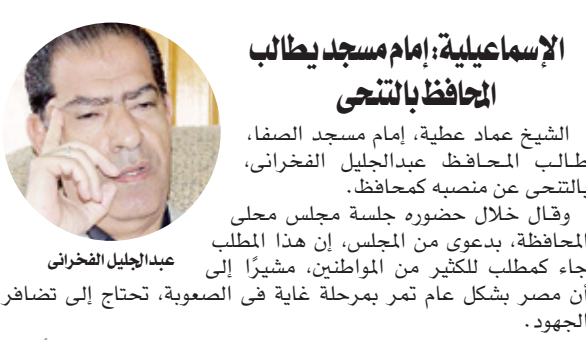 الإسماعيلية: إمام مسجد يطالب
المحافظ بالتنحى
الشيخ عماد عطية، إمام مسجد الصفا،
طالب المحافظ عبدالجليل الفخرانى،
بالتنحى عن منصبه كمحافظ.
وقال خلال حضوره جلسة مجلس محلى
المحافظة، بدعوى من المجلس، إن هذا المطلب
جاء كمطلب للكثير من المواطنين، مشيرًا إلى
أن مصر بشكل عام تمر بمرحلة غاية فى الصعوبة، تحتاج إلى تضافر
الجهود.
عبدالجليل الفخرانى